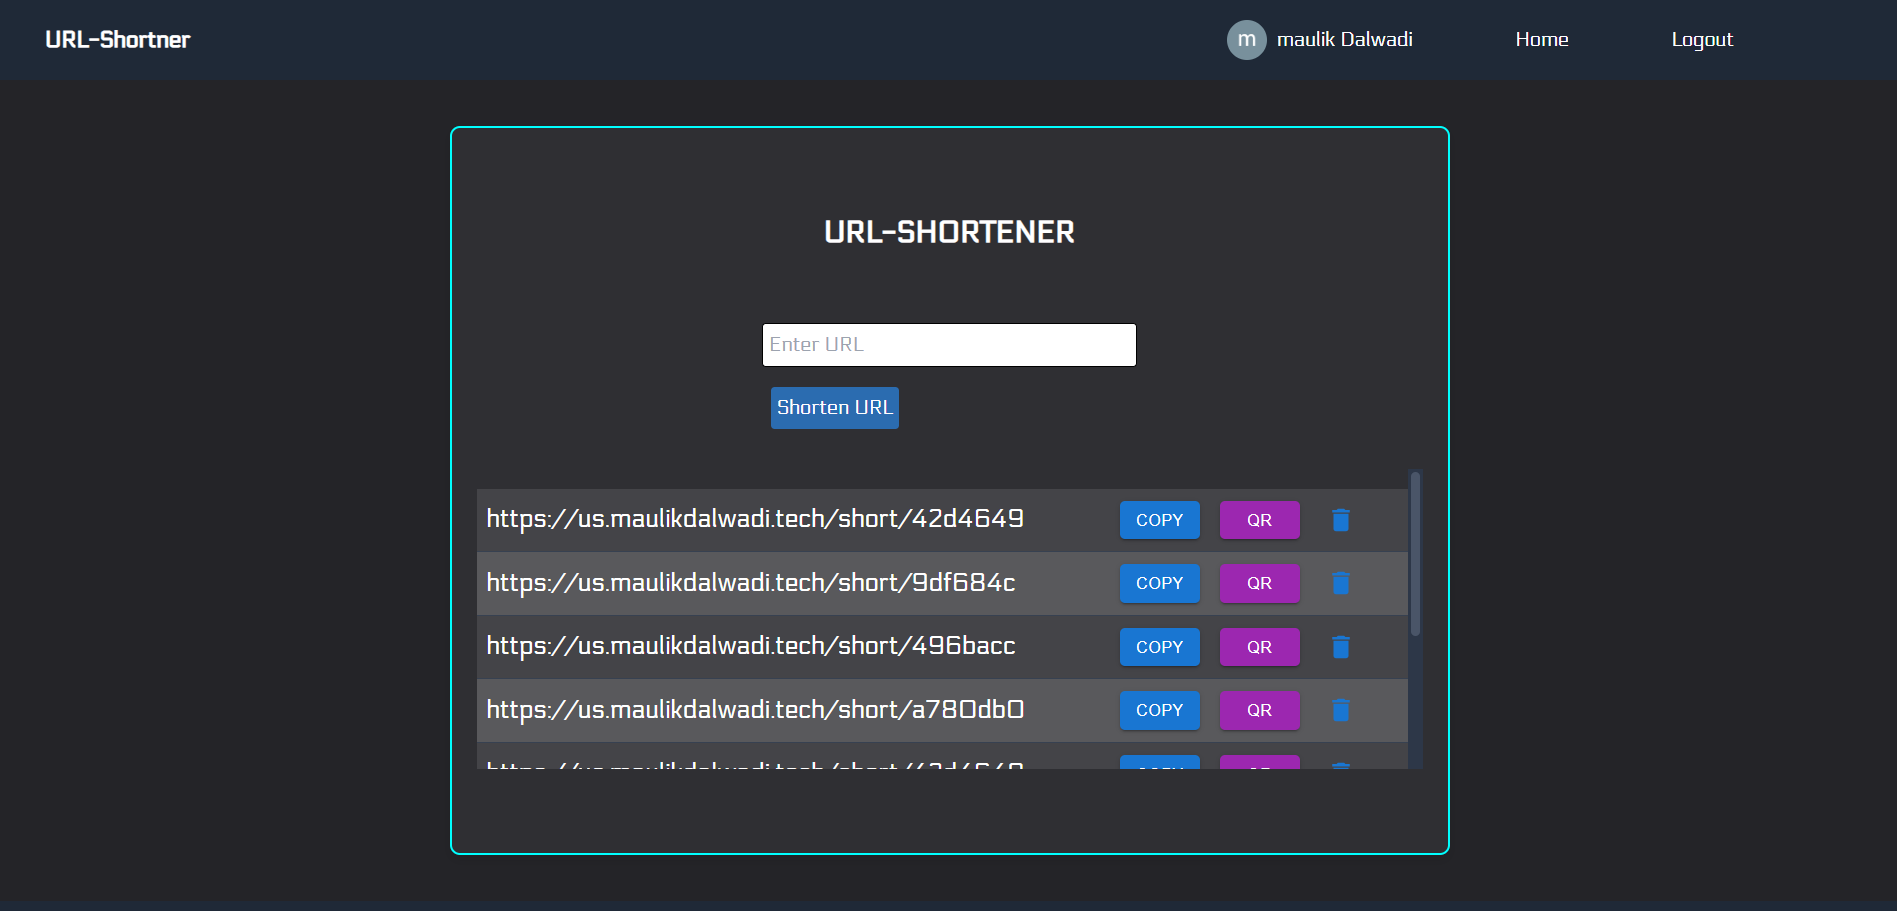 URL-Shortner
m maulik Dalwadi Home Logout
URL-SHORTENER
Enter URL
Shorten URL
https://us.maulikdalwadi.tech/short/42d4649 COPY QR
https://us.maulikdalwadi.tech/short/9df684c COPY QR
https://us.maulikdalwadi.tech/short/496bacc COPY QR
https://us.maulikdalwadi.tech/short/a780db0 COPY QR